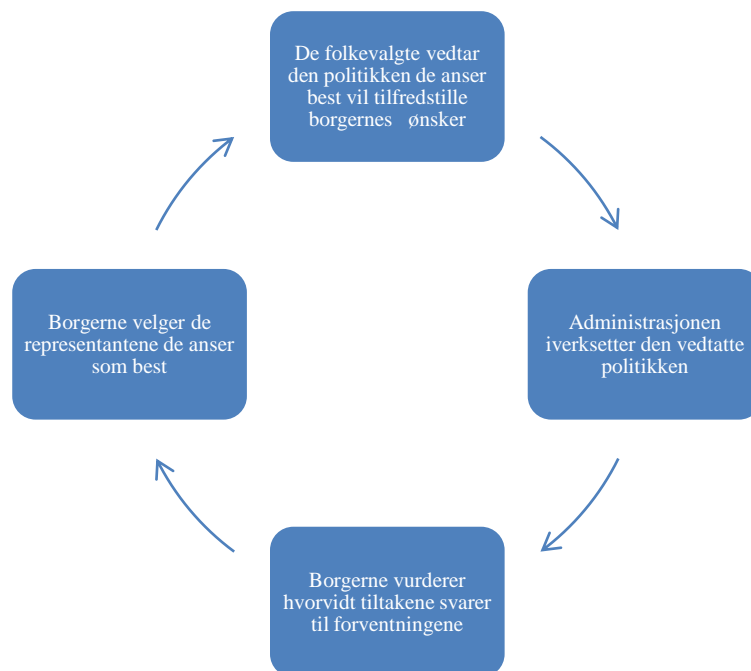 De folkevalgte vedtar
den politikken de anser
best vil tilfredstille
borgernes ønsker
Administrasjonen
iverksetter den vedtatte
politikken
Borgerne vurderer
hvorvidt tiltakene svarer
til forventningene
Borgerne velger de
representantene de anser
som best